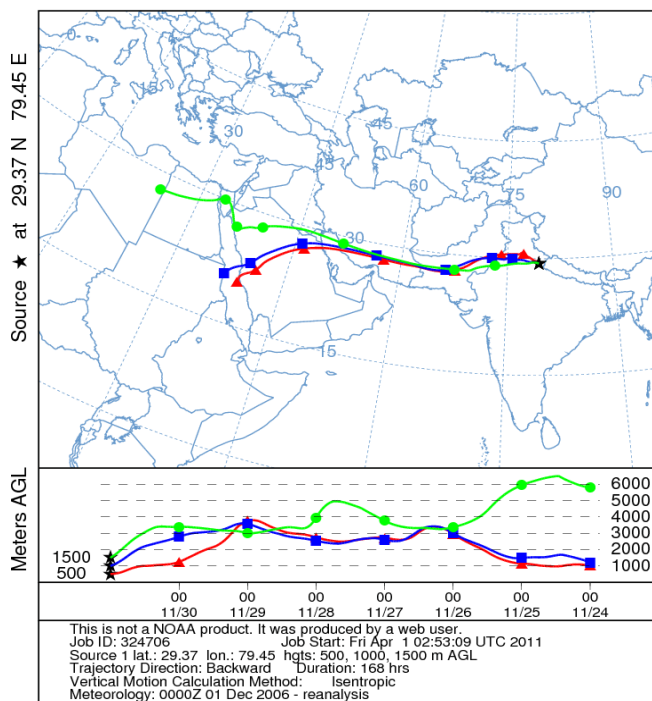 Source ★ at 29.37 N 79.45 E
0
15
30
45
45
60
75
90
30
15
Meters AGL
1500
500
6000
5000
4000
3000
2000
1000
00 00 00 00 00 00 00
11/30 11/29 11/28 11/27 11/26 11/25 11/24
This is not a NOAA product. It was produced by a web user.
Job ID: 324706 Job Start: Fri Apr 1 02:53:09 UTC 2011
Source 1 lat.: 29.37 lon.: 79.45 hgts: 500, 1000, 1500 m AGL
Trajectory Direction: Backward Duration: 168 hrs
Vertical Motion Calculation Method: Isentropic
Meteorology: 0000Z 01 Dec 2006 - reanalysis